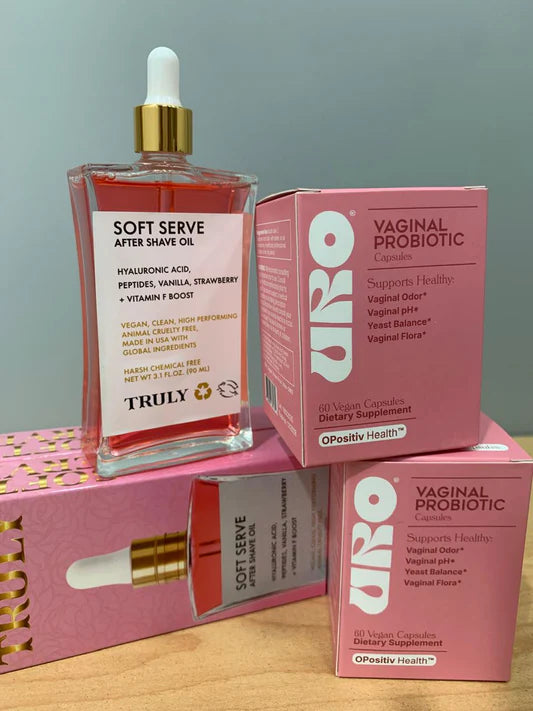 SOFT SERVE
AFTER SHAVE OIL
HYALURONIC ACID,
PEPTIDES, VANILLA, STRAWBERRY
+ VITAMIN F BOOST
VEGAN, CLEAN, HIGH PERFORMING
ANIMAL CRUELTY FREE,
MADE IN USA WITH
GLOBAL INGREDIENTS
HARSH CHEMICAL FREE
NET WT 3.1 FL.OZ. (90 ML)
TRULY
URO®
VAGINAL
PROBIOTIC
Capsules
Supports Healthy:
Vaginal Odor*
Vaginal pH*
Yeast Balance*
Vaginal Flora*
60 Vegan Capsules
Dietary Supplement
OPositiv Health™
TRULY
SOFT SERVE
AFTER SHAVE OIL
HYALURONIC ACID,
PEPTIDES, VANILLA, STRAWBERRY
+ VITAMIN F BOOST
URO
VAGINAL
PROBIOTIC
Capsules
Supports Healthy:
Vaginal Odor*
Vaginal pH*
Yeast Balance*
Vaginal Flora*
60 Vegan Capsules
Dietary Supplement
OPositiv Health™